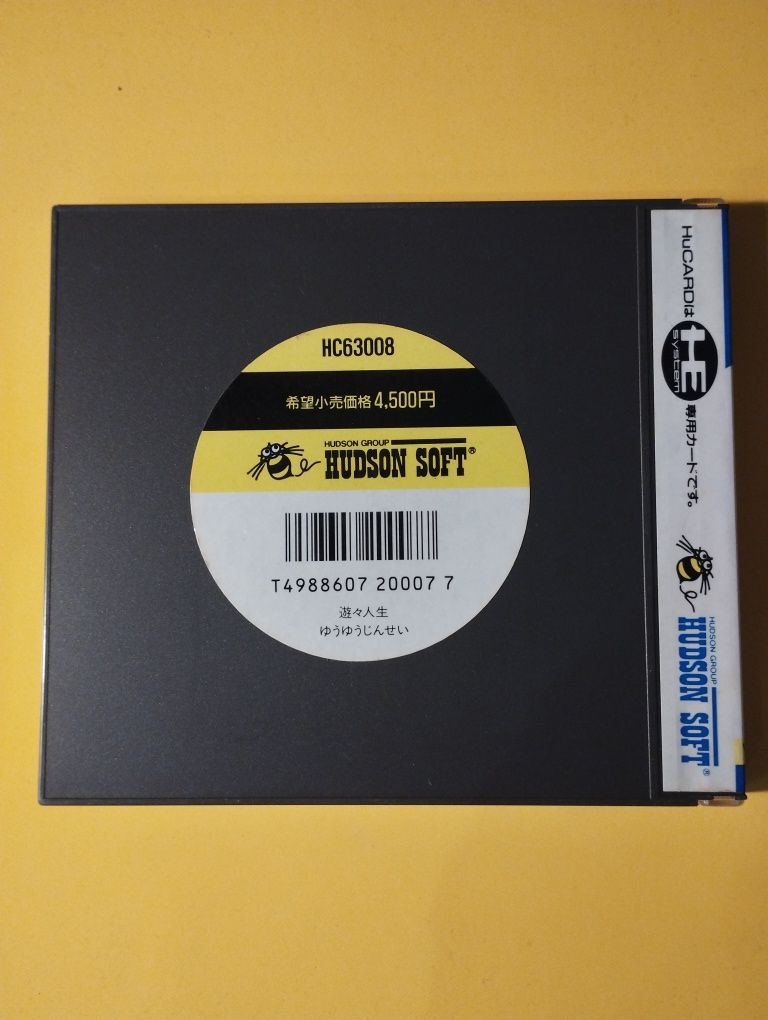 HC63008
希望小売価格4,500円
HUDSON GROUP
HUDSON SOFT®
T4988607 20007 7
遊々人生
ゆうゆうじんせい
HuCARDは HE system 専用カードです。
HUDSON GROUP
HUDSON SOFT®